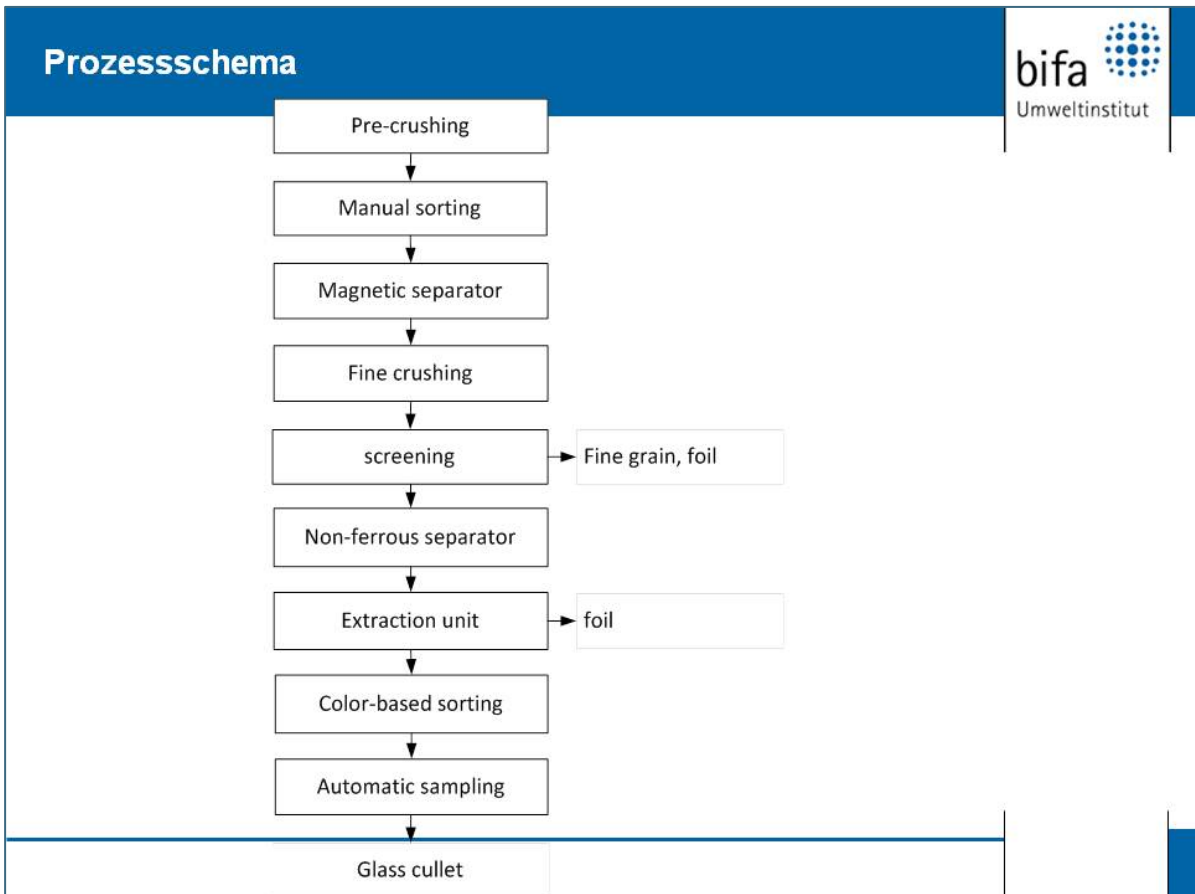 Prozessschema
bifa
Umweltinstitut
Pre-crushing
Manual sorting
Magnetic separator
Fine crushing
screening
Fine grain, foil
Non-ferrous separator
Extraction unit
foil
Color-based sorting
Automatic sampling
Glass cullet